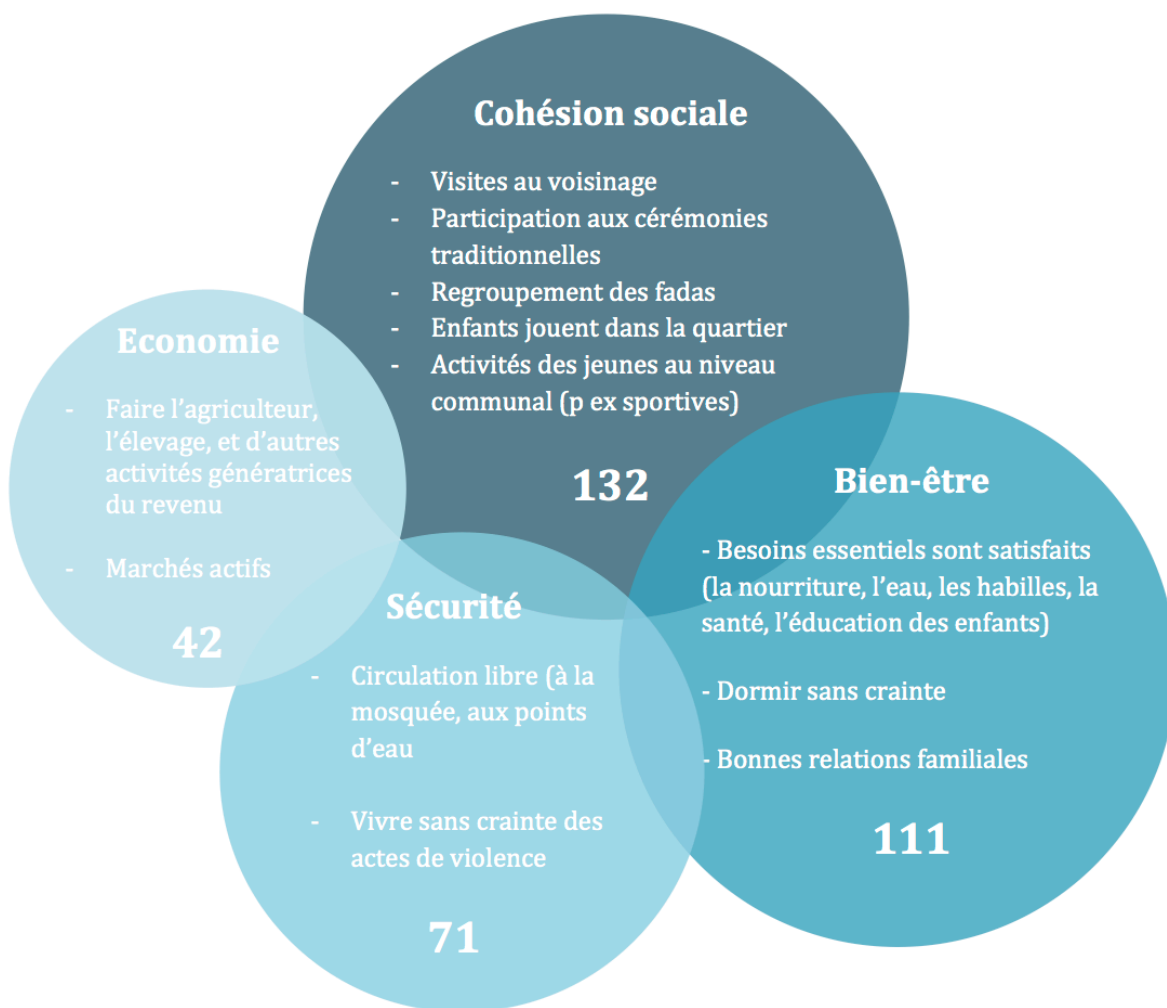 Cohésion sociale
- Visites au voisinage
- Participation aux cérémonies
traditionnelles
- Regroupement des fadas
- Enfants jouent dans la quartier
- Activités des jeunes au niveau
communal (p ex sportives)
132
Economie
- Faire l’agriculteur,
l’élevage, et d’autres
activités génératrices
du revenu
- Marchés actifs
42
Sécurité
- Circulation libre (à la
mosquée, aux points
d’eau
- Vivre sans crainte des
actes de violence
71
Bien-être
- Besoins essentiels sont satisfaits
(la nourriture, l’eau, les habilles, la
santé, l’éducation des enfants)
- Dormir sans crainte
- Bonnes relations familiales
111